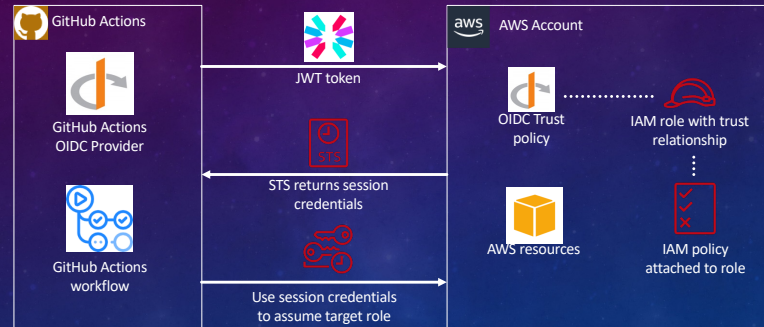 GitHub Actions
aws
AWS Account
JWT token
GitHub Actions
OIDC Provider
OIDC Trust
policy
IAM role with trust
relationship
STS
STS returns session
credentials
GitHub Actions
workflow
AWS resources
IAM policy
attached to role
Use session credentials
to assume target role